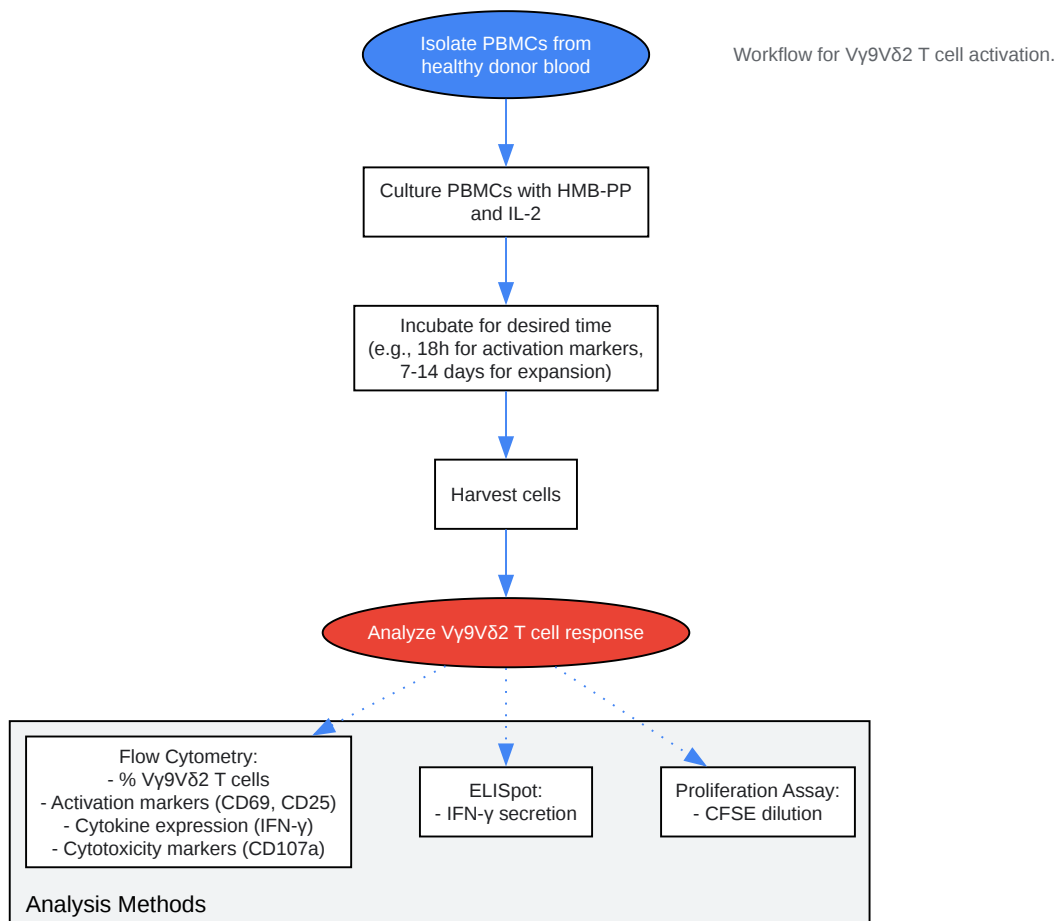 Isolate PBMCs from
healthy donor blood
Workflow for Vγ9Vδ2 T cell activation.
Culture PBMCs with HMB-PP
and IL-2
Incubate for desired time
(e.g., 18h for activation markers,
7-14 days for expansion)
Harvest cells
Analyze Vγ9Vδ2 T cell response
Flow Cytometry:
- % Vγ9Vδ2 T cells
- Activation markers (CD69, CD25)
- Cytokine expression (IFN-γ)
- Cytotoxicity markers (CD107a)
ELISpot:
- IFN-γ secretion
Proliferation Assay:
- CFSE dilution
Analysis Methods